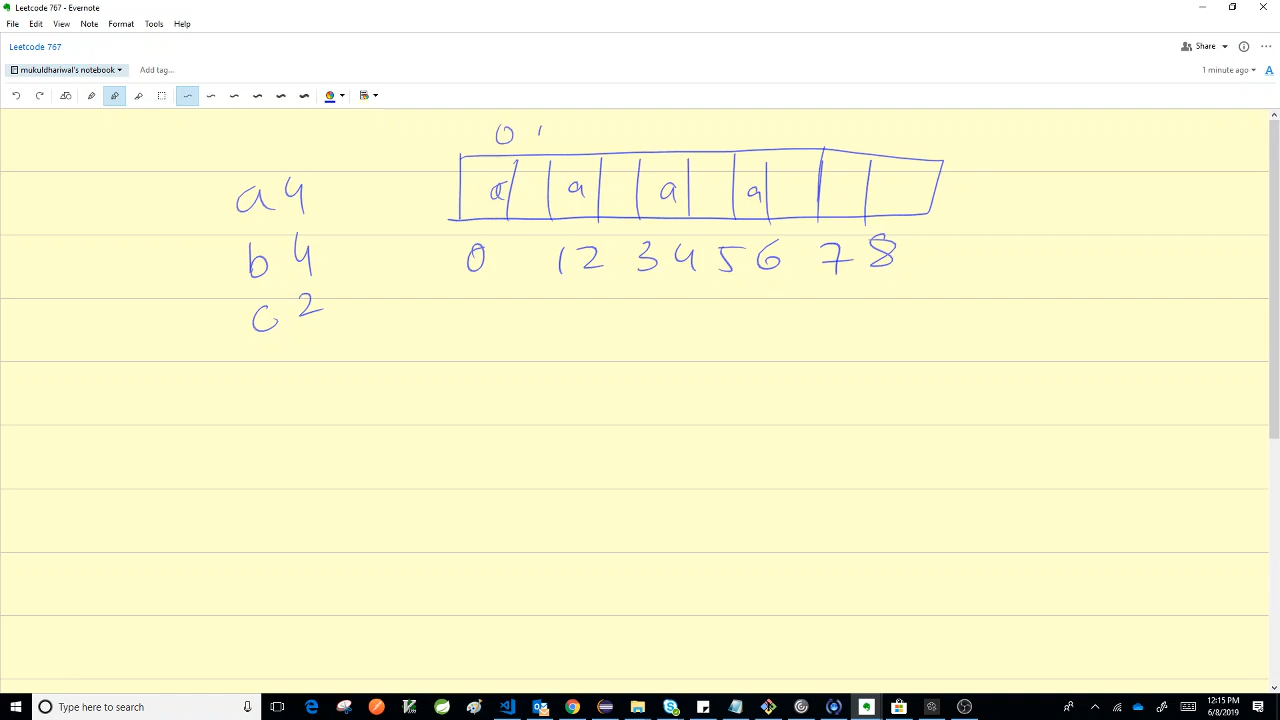 Leetcode 767 - Evernote
File Edit View Note Format Tools Help
Leetcode 767
Share
mukuldhariwal's notebook
Add tag...
1 minute ago
A
0
a 4
a a a a
b 4
0 1 2 3 4 5 6 7 8
c 2
Type here to search
12:15 PM
6/8/2019